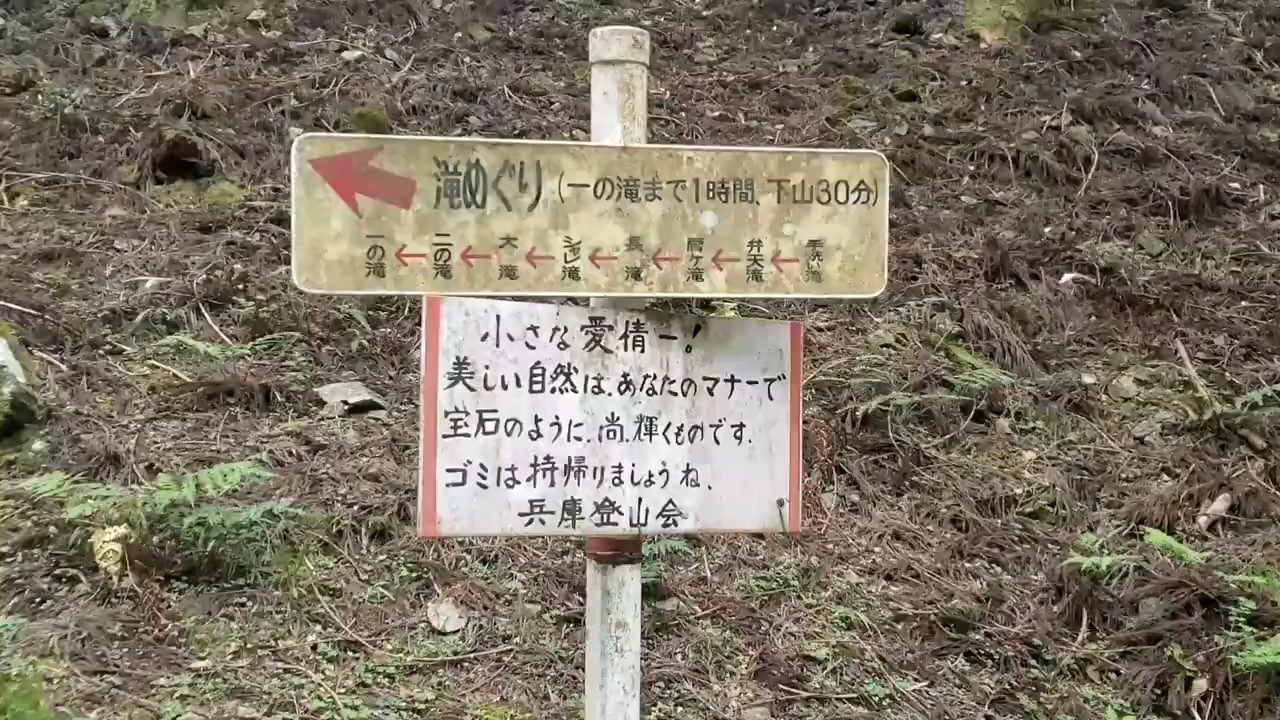 滝めぐり (一の滝まで1時間、下山30分)
一の滝 ← 二の滝 ← 大滝 ← シャレ滝 ← 長滝 ← 肩ヶ滝 ← 弁天滝 ← 手洗滝
小さな愛情一!
美しい自然は、あなたのマナーで
宝石のように、尚、輝くものです。
ゴミは持帰りましょうね、
兵庫登山会